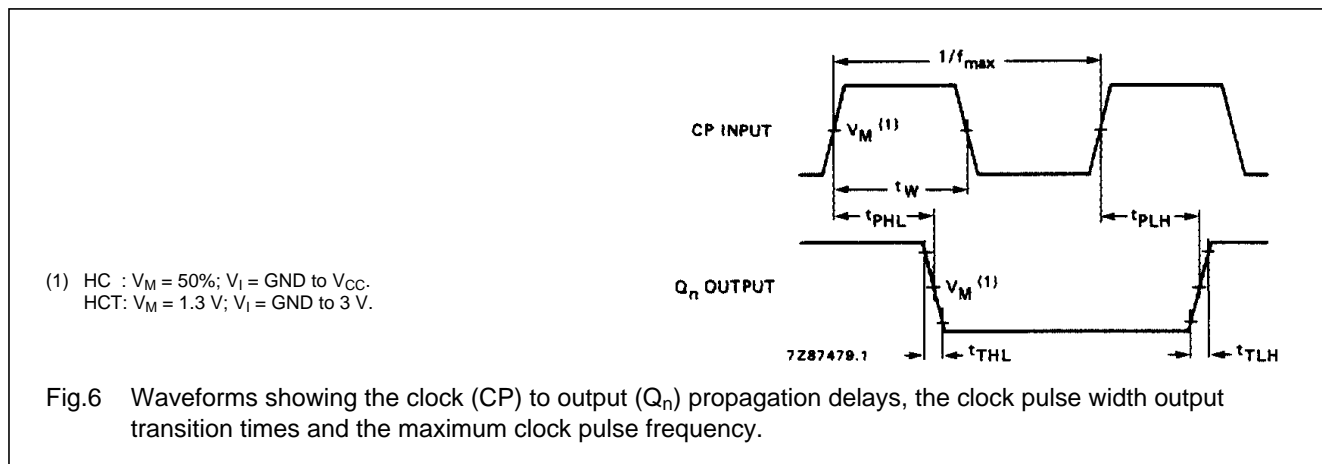 1/fmax
CP INPUT
VM (1)
tW
tPHL
tPLH
(1) HC : VM = 50%; VI = GND to VCC.
HCT: VM = 1.3 V; VI = GND to 3 V.
Qn OUTPUT
VM (1)
7Z87479.1
tTHL
tTLH
Fig.6 Waveforms showing the clock (CP) to output (Qn) propagation delays, the clock pulse width output
transition times and the maximum clock pulse frequency.